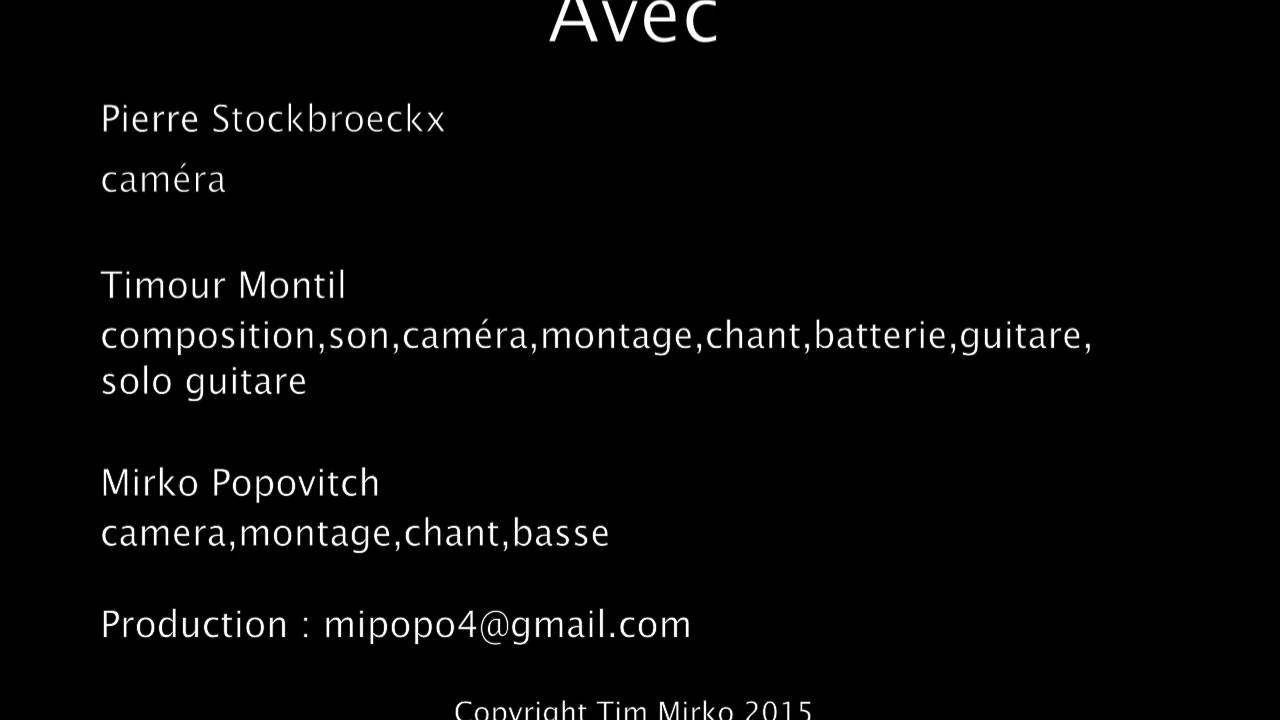 Avec
Pierre Stockbroeckx
caméra
Timour Montil
composition,son,caméra,montage,chant,batterie,guitare,
solo guitare
Mirko Popovitch
camera,montage,chant,basse
Production : mipopo4@gmail.com
Copyright Tim Mirko 2015